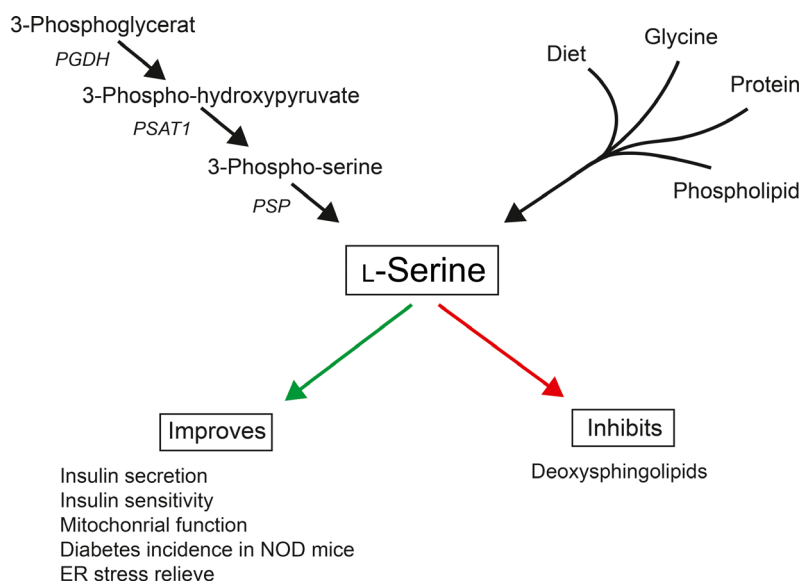 3-Phosphoglycerat
PGDH
3-Phospho-hydroxypyruvate
PSAT1
3-Phospho-serine
PSP
Diet
Glycine
Protein
Phospholipid
L-Serine
Improves
Insulin secretion
Insulin sensitivity
Mitochonrial function
Diabetes incidence in NOD mice
ER stress relieve
Inhibits
Deoxysphingolipids